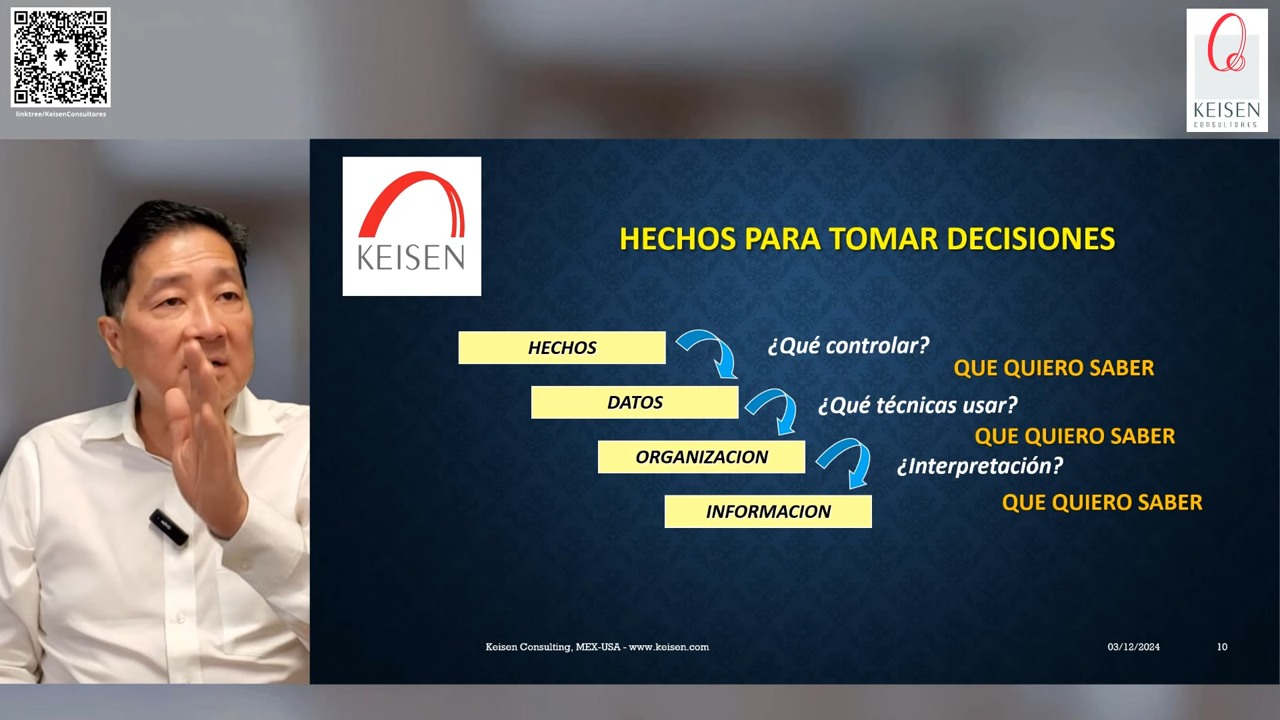 linktree/KeisenConsultores
KEISEN
CONSULTORES
KEISEN
HECHOS PARA TOMAR DECISIONES
HECHOS
¿Qué controlar?
QUE QUIERO SABER
DATOS
¿Qué técnicas usar?
QUE QUIERO SABER
ORGANIZACION
¿Interpretación?
QUE QUIERO SABER
INFORMACION
Keisen Consulting, MEX-USA - www.keisen.com
03/12/2024
10